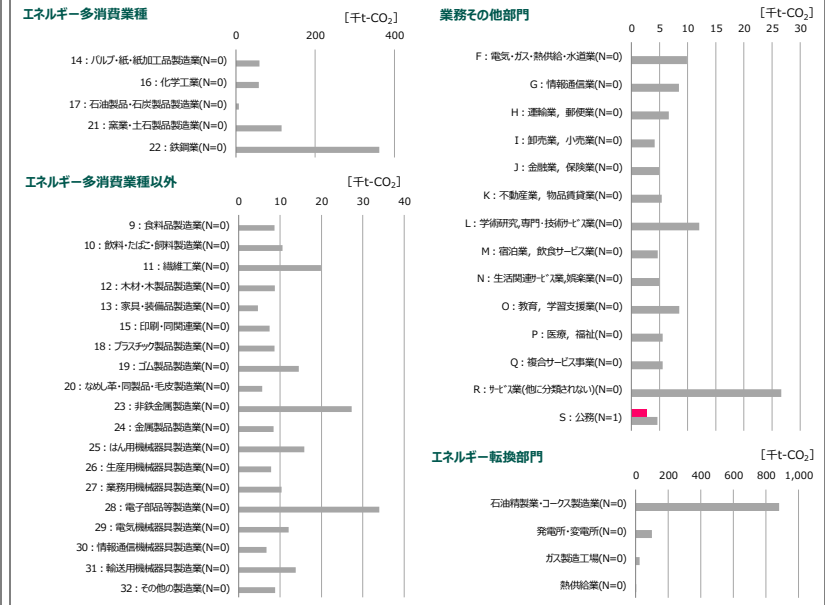 エネルギー多消費業種
[千t-CO₂]
0 200 400
14：パルプ・紙・紙加工品製造業(N=0)
16：化学工業(N=0)
17：石油製品・石炭製品製造業(N=0)
21：窯業・土石製品製造業(N=0)
22：鉄鋼業(N=0)
エネルギー多消費業種以外
[千t-CO₂]
0 10 20 30 40
9：食料品製造業(N=0)
10：飲料・たばこ・飼料製造業(N=0)
11：繊維工業(N=0)
12：木材・木製品製造業(N=0)
13：家具・装備品製造業(N=0)
15：印刷・同関連業(N=0)
18：プラスチック製品製造業(N=0)
19：ゴム製品製造業(N=0)
20：なめし革・同製品・毛皮製造業(N=0)
23：非鉄金属製造業(N=0)
24：金属製品製造業(N=0)
25：はん用機械器具製造業(N=0)
26：生産用機械器具製造業(N=0)
27：業務用機械器具製造業(N=0)
28：電子部品等製造業(N=0)
29：電気機械器具製造業(N=0)
30：情報通信機械器具製造業(N=0)
31：輸送用機械器具製造業(N=0)
32：その他の製造業(N=0)
業務その他部門
[千t-CO₂]
0 5 10 15 20 25 30
F：電気・ガス・熱供給・水道業(N=0)
G：情報通信業(N=0)
H：運輸業，郵便業(N=0)
I：卸売業，小売業(N=0)
J：金融業，保険業(N=0)
K：不動産業，物品賃貸業(N=0)
L：学術研究,専門・技術ｻｰﾋﾞｽ業(N=0)
M：宿泊業，飲食サービス業(N=0)
N：生活関連ｻｰﾋﾞｽ業,娯楽業(N=0)
O：教育，学習支援業(N=0)
P：医療，福祉(N=0)
Q：複合サービス事業(N=0)
R：ｻｰﾋﾞｽ業(他に分類されない)(N=0)
S：公務(N=1)
エネルギー転換部門
[千t-CO₂]
0 200 400 600 800 1,000
石油精製業・コークス製造業(N=0)
発電所・変電所(N=0)
ガス製造工場(N=0)
熱供給業(N=0)